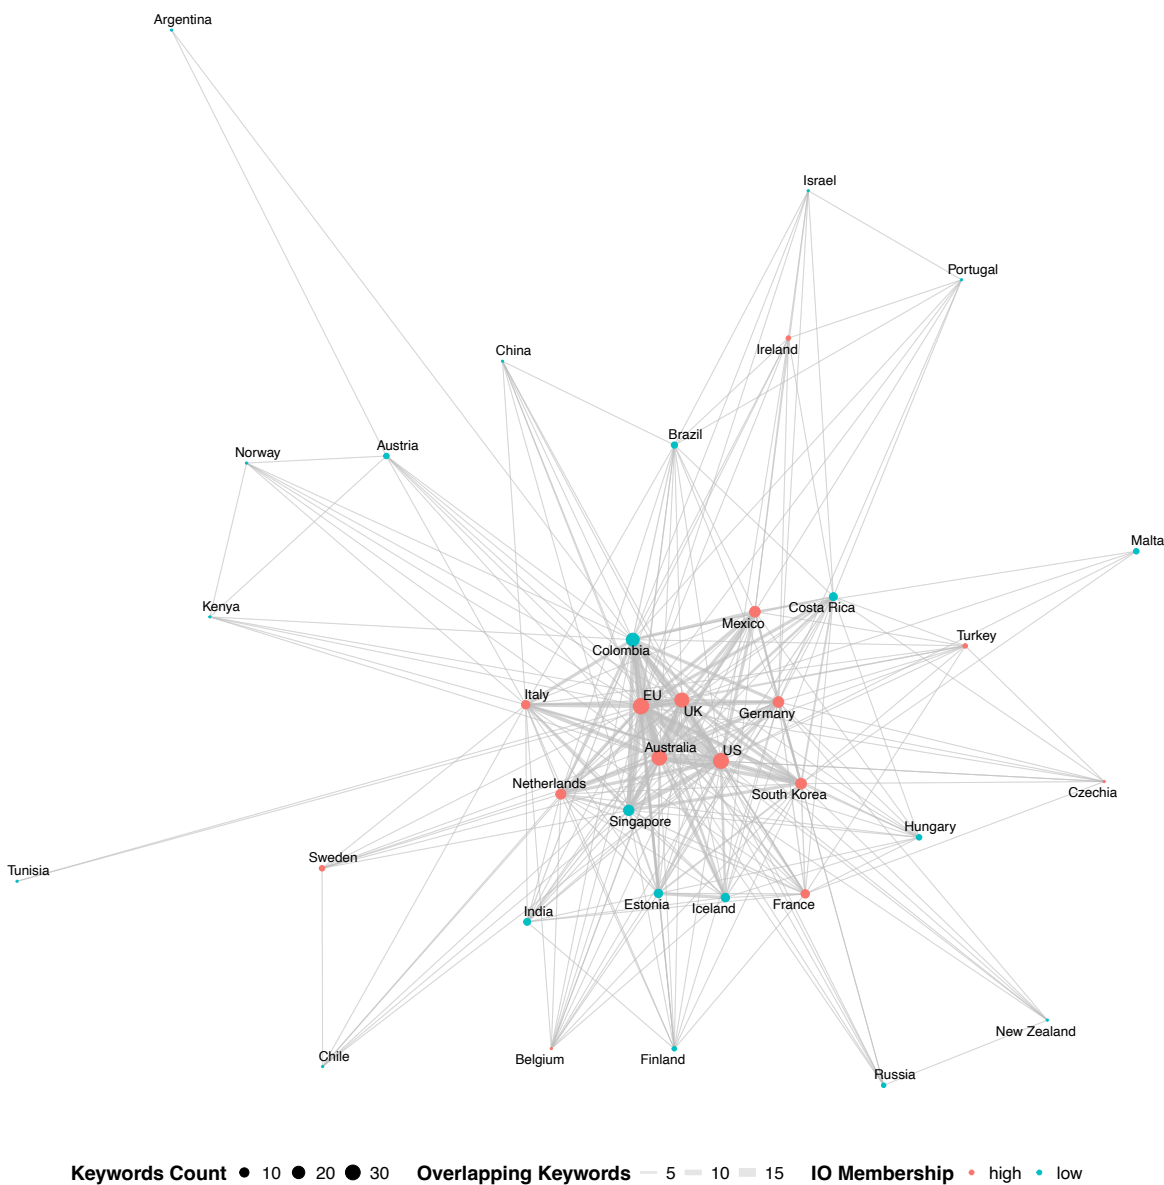 Argentina
Israel
Portugal
Ireland
China
Brazil
Austria
Norway
Malta
Kenya
Costa Rica
Mexico
Turkey
Colombia
Italy
EU
UK
Germany
Australia
US
Netherlands
South Korea
Czechia
Singapore
Hungary
Sweden
Tunisia
Estonia
Iceland
France
India
New Zealand
Chile
Belgium
Finland
Russia
Keywords Count 10 20 30 Overlapping Keywords 5 10 15 IO Membership high low